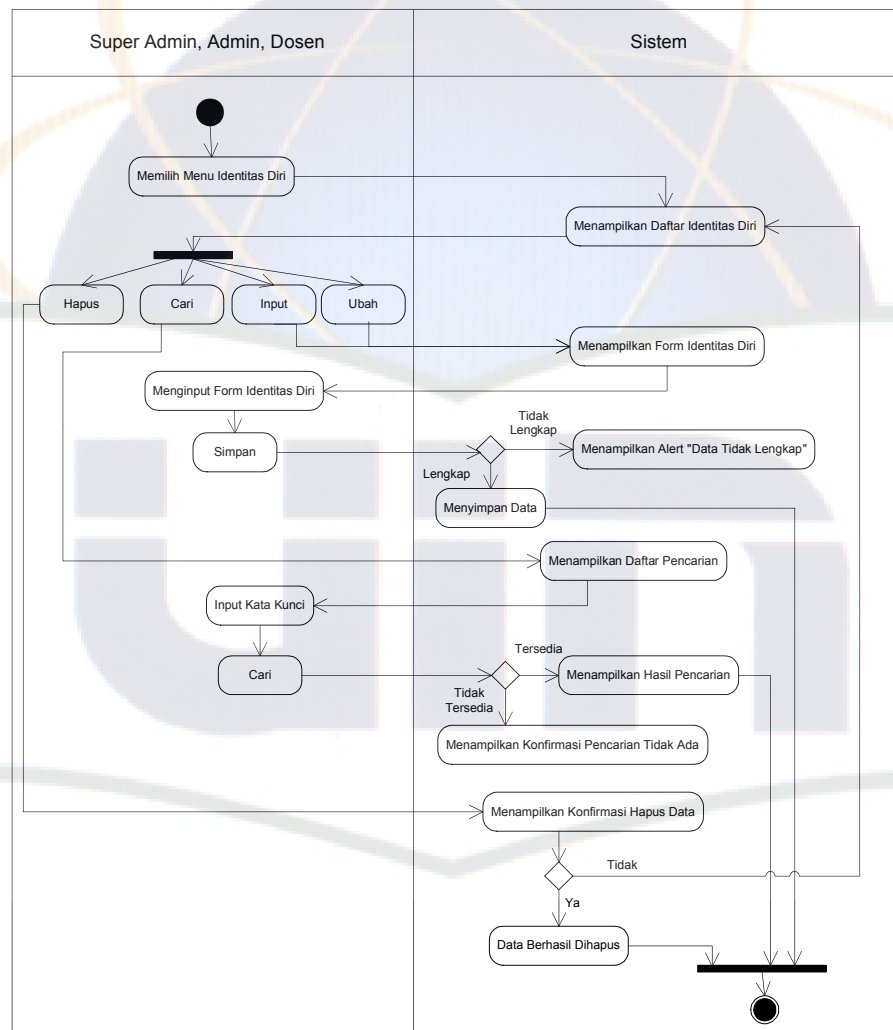 Super Admin, Admin, Dosen
Sistem
Memilih Menu Identitas Diri
Menampilkan Daftar Identitas Diri
Hapus
Cari
Input
Ubah
Menampilkan Form Identitas Diri
Menginput Form Identitas Diri
Tidak
Lengkap
Simpan
Menampilkan Alert "Data Tidak Lengkap"
Lengkap
Menyimpan Data
Menampilkan Daftar Pencarian
Input Kata Kunci
Tersedia
Cari
Menampilkan Hasil Pencarian
Tidak
Tersedia
Menampilkan Konfirmasi Pencarian Tidak Ada
Menampilkan Konfirmasi Hapus Data
Tidak
Ya
Data Berhasil Dihapus
uin